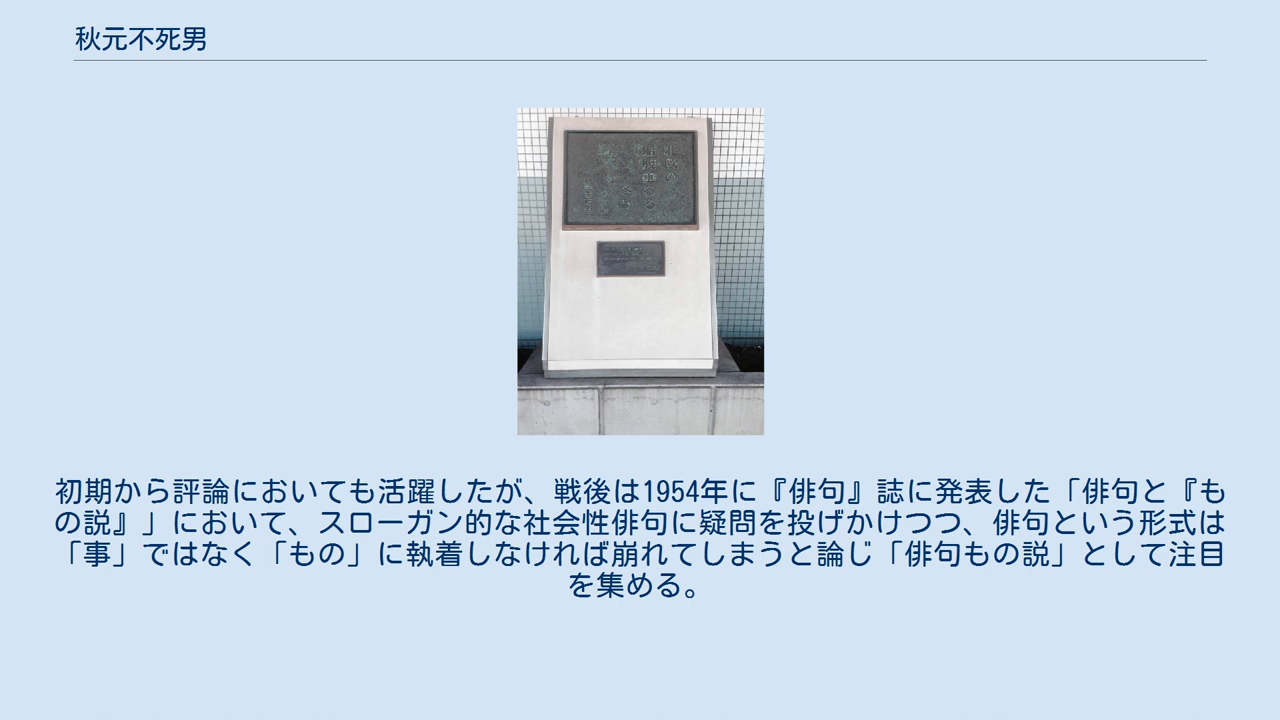 秋元不死男
初期から評論においても活躍したが、戦後は1954年に『俳句』誌に発表した「俳句と『も
の説』」において、スローガン的な社会性俳句に疑問を投げかけつつ、俳句という形式は
「事」ではなく「もの」に執着しなければ崩れてしまうと論じ「俳句もの説」として注目
を集める。